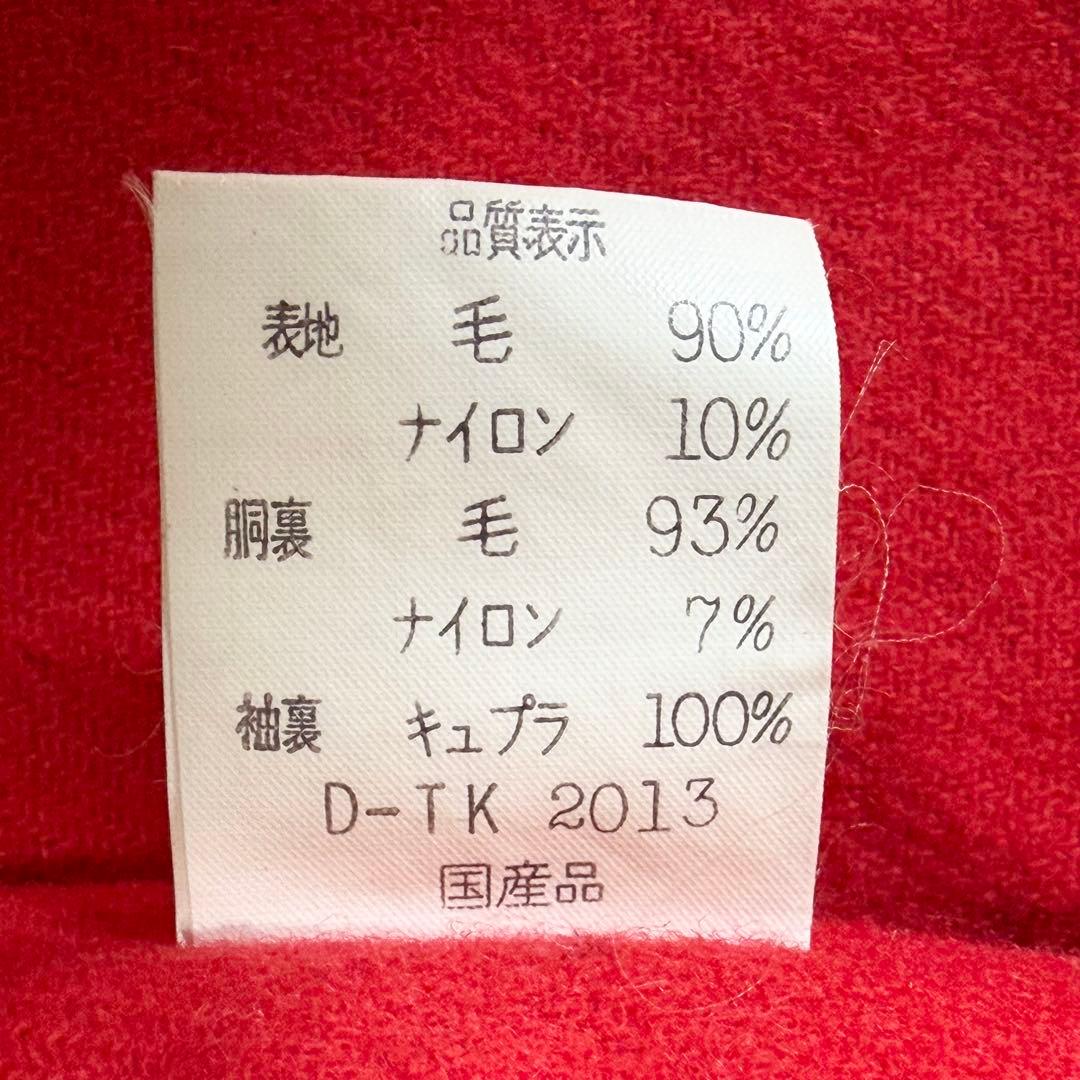 品質表示
表地 毛 90%
ナイロン 10%
胴裏 毛 93%
ナイロン 7%
袖裏 キュプラ 100%
D-TK 2013
国産品